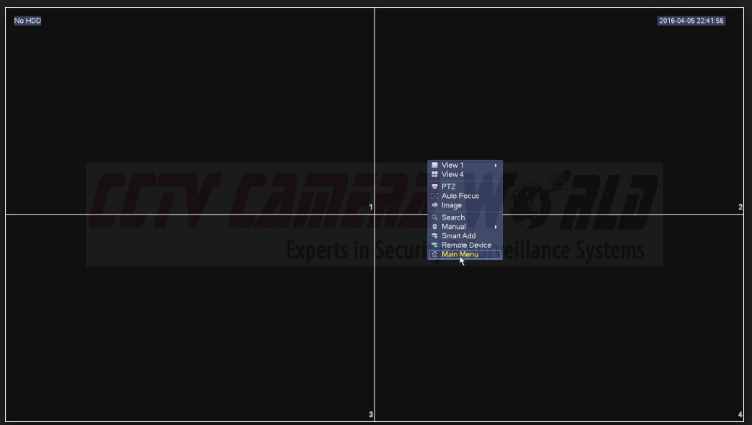 No HDD
2016-04-05 22:41:56
View 1
View 4
PTZ
Auto Focus
Image
CCTV CAMERA WORLD
1
2
Search
Manual
Smart Add
Remote Device
Experts in Security Surveillance Systems
Main Menu
3
4